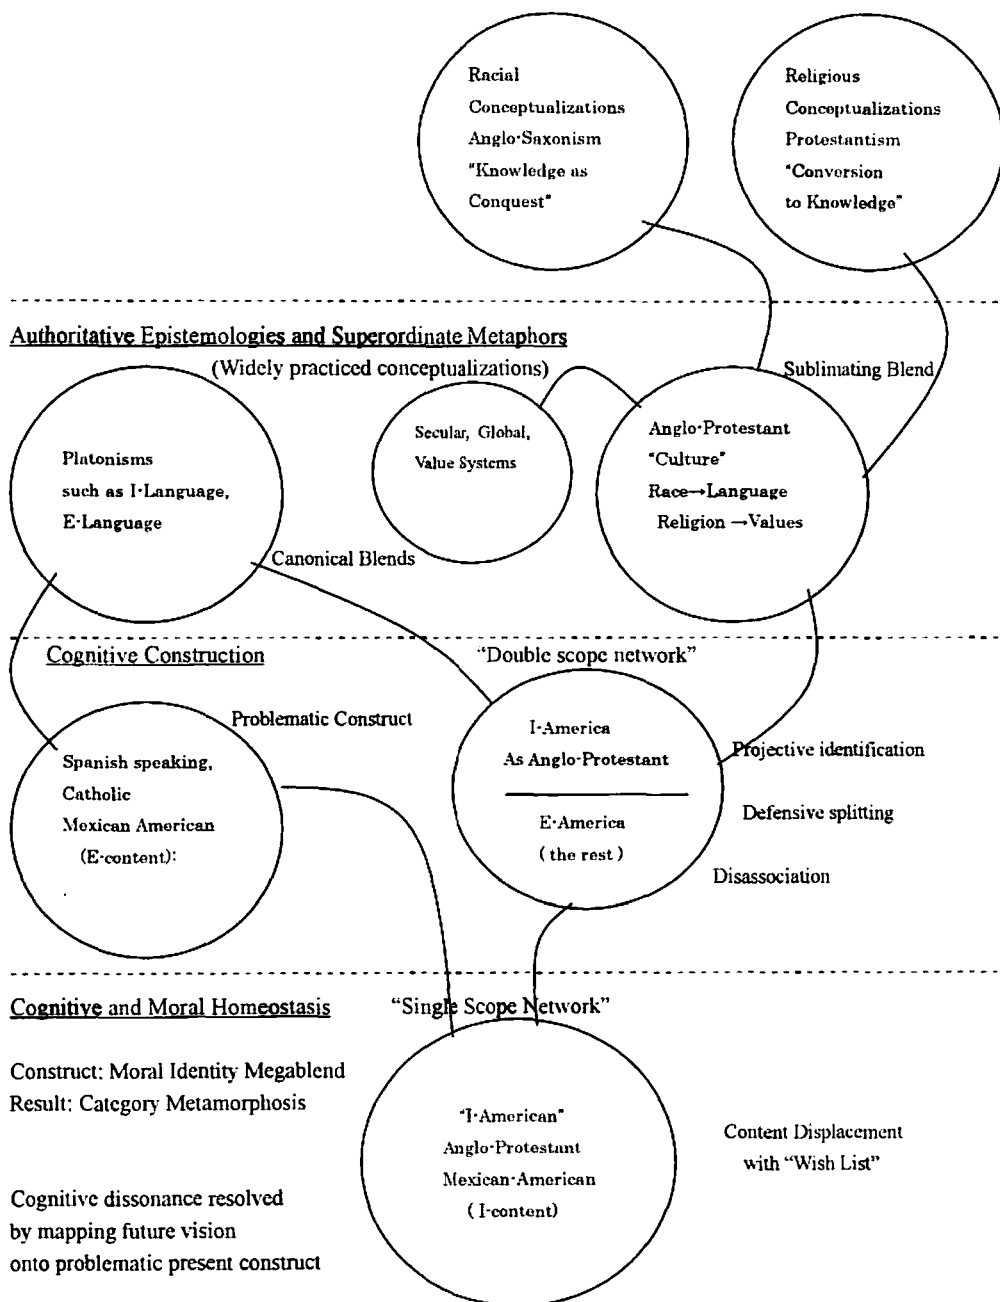 Racial
Conceptualizations
Anglo-Saxonism
"Knowledge as
Conquest"
Religious
Conceptualizations
Protestantism
"Conversion
to Knowledge"
Authoritative Epistemologies and Superordinate Metaphors
(Widely practiced conceptualizations)
Sublimating Blend
Platonisms
such as I-Language,
E-Language
Secular, Global,
Value Systems
Anglo-Protestant
"Culture"
Race→Language
Religion →Values
Canonical Blends
Cognitive Construction
"Double scope network"
Problematic Construct
Spanish speaking,
Catholic
Mexican American
(E-content):
I-America
As Anglo-Protestant
E-America
( the rest )
Projective identification
Defensive splitting
Disassociation
Cognitive and Moral Homeostasis
"Single Scope Network"
Construct: Moral Identity Megablend
Result: Category Metamorphosis
Cognitive dissonance resolved
by mapping future vision
onto problematic present construct
"I-American"
Anglo-Protestant
Mexican-American
( I-content)
Content Displacement
with "Wish List"